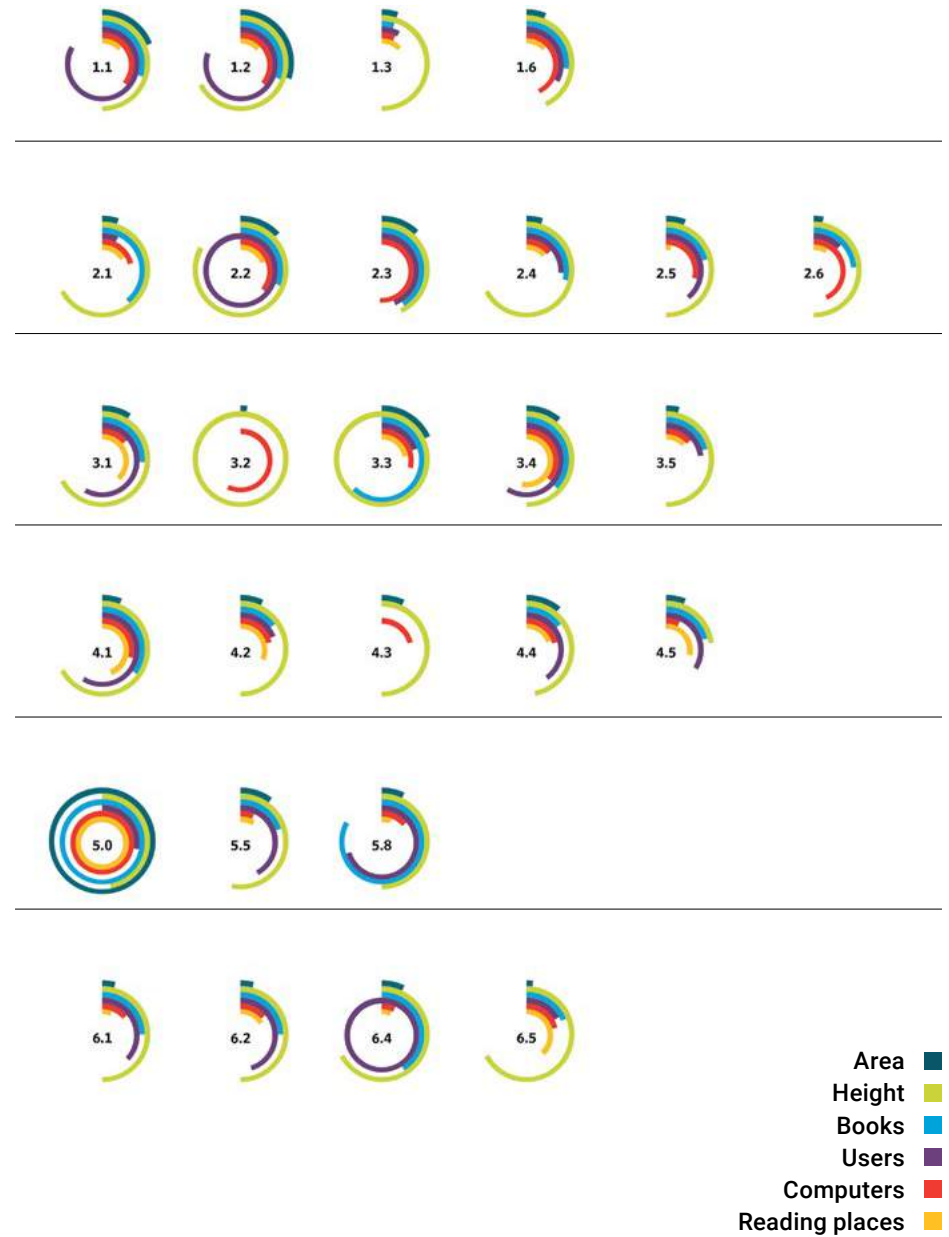 1.1 1.2 1.3 1.6
2.1 2.2 2.3 2.4 2.5 2.6
3.1 3.2 3.3 3.4 3.5
4.1 4.2 4.3 4.4 4.5
5.0 5.5 5.8
6.1 6.2 6.4 6.5
Area
Height
Books
Users
Computers
Reading places